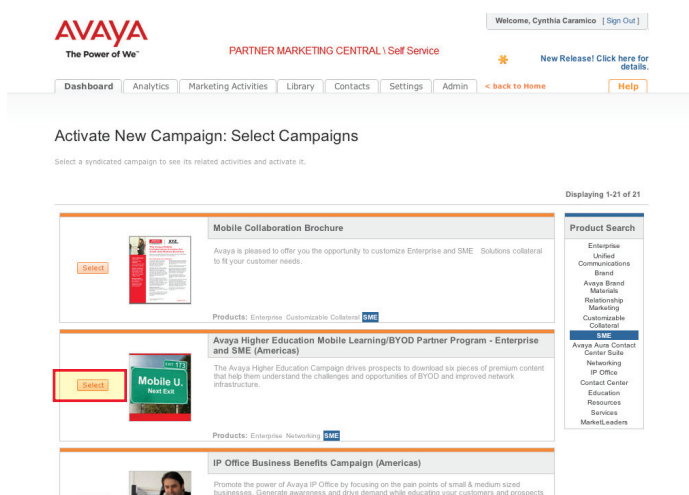 AVAYA
The Power of We™
PARTNER MARKETING CENTRAL \ Self Service
Welcome, Cynthia Caramico [ Sign Out ]
New Release! Click here for
details.
Dashboard Analytics Marketing Activities Library Contacts Settings Admin < back to Home Help
Activate New Campaign: Select Campaigns
Select a syndicated campaign to see its related activities and activate it.
Displaying 1-21 of 21
Mobile Collaboration Brochure
Select
Avaya is pleased to offer you the opportunity to customize Enterprise and SME Solutions collateral
to fit your customer needs.
Products: Enterprise Customizable Collateral SME
Avaya Higher Education Mobile Learning/BYOD Partner Program - Enterprise
and SME (Americas)
Select
EXIT 173
Mobile U.
Next Exit
The Avaya Higher Education Campaign drives prospects to download six pieces of premium content
that help them understand the challenges and opportunities of BYOD and improved network
infrastructure.
Products: Enterprise Networking SME
IP Office Business Benefits Campaign (Americas)
Promote the power of Avaya IP Office by focusing on the pain points of small & medium sized
businesses. Generate awareness and drive demand while educating your customers and prospects
Product Search
Enterprise
Unified
Communications
Brand
Avaya Brand
Materials
Relationship
Marketing
Customizable
Collateral
SME
Avaya Aura Contact
Center Suite
Networking
IP Office
Contact Center
Education
Resources
Services
MarketLeaders